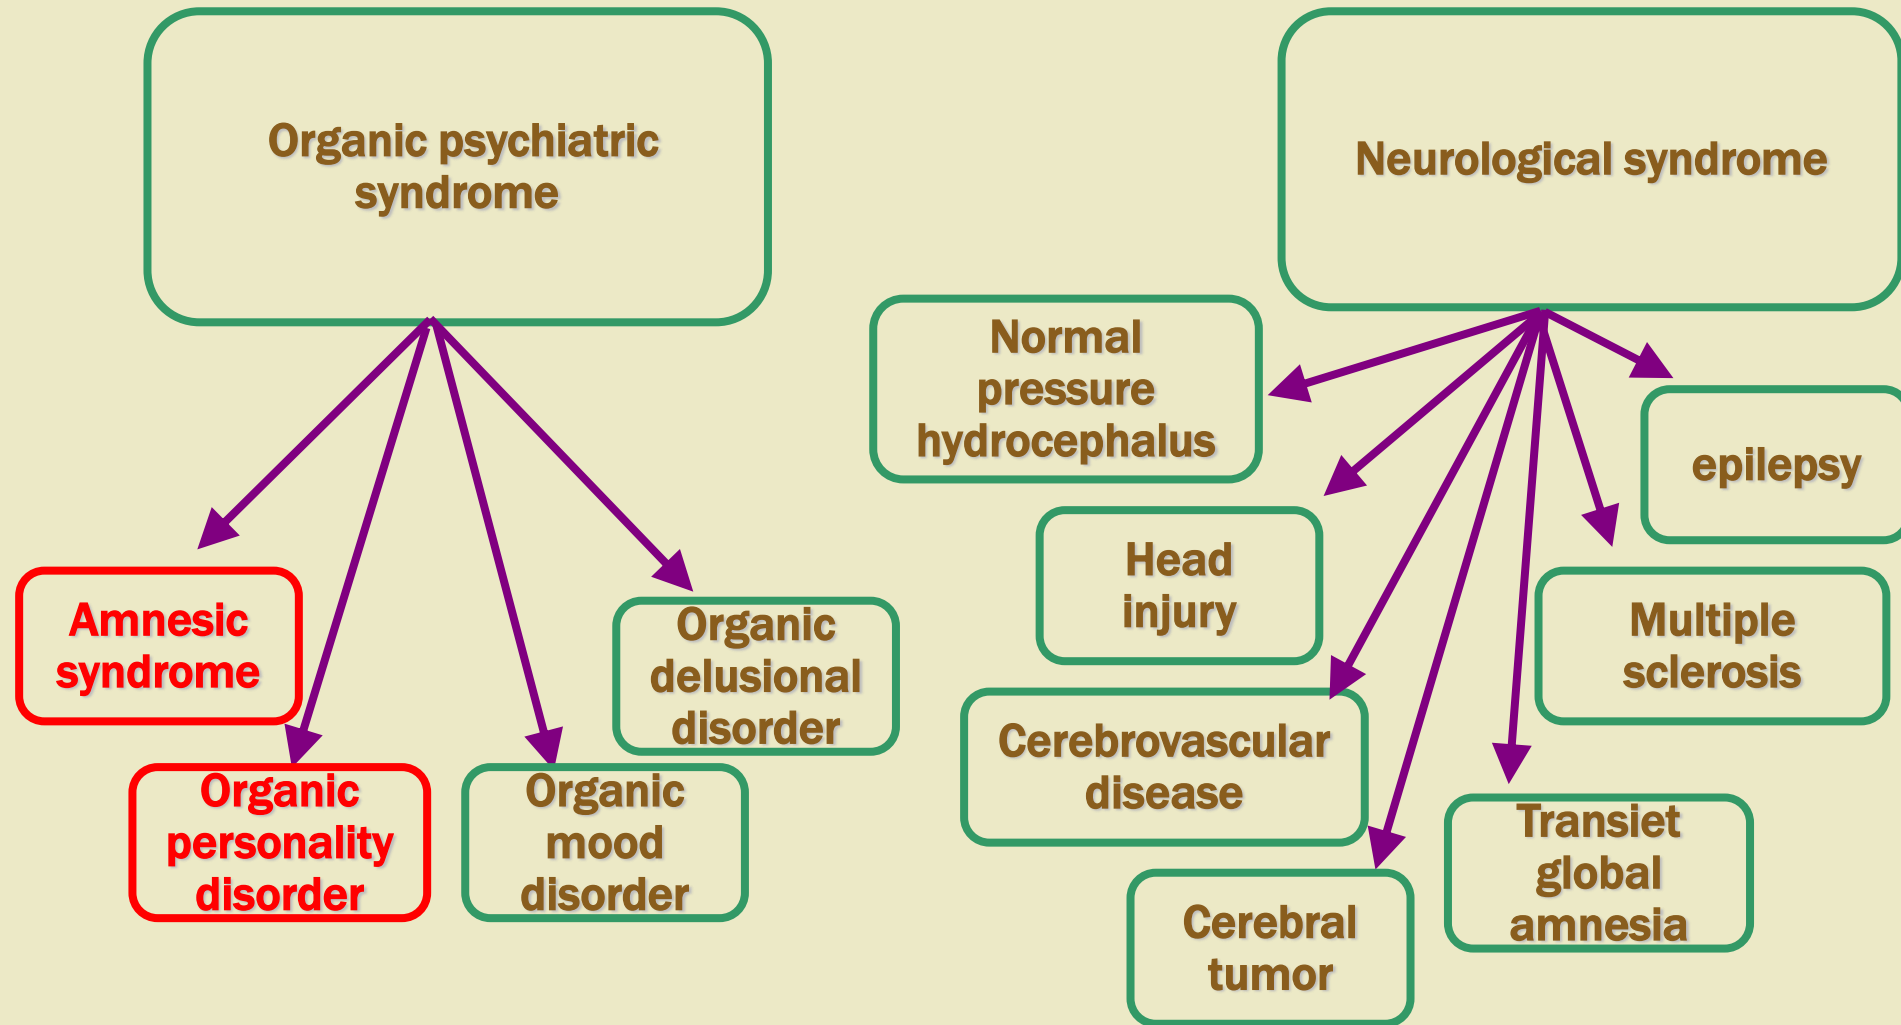 Organic psychiatric
syndrome
Neurological syndrome
Normal
pressure
hydrocephalus
epilepsy
Head
injury
Multiple
sclerosis
Amnesic
syndrome
Organic
delusional
disorder
Cerebrovascular
disease
Organic
personality
disorder
Organic
mood
disorder
Transiet
global
amnesia
Cerebral
tumor